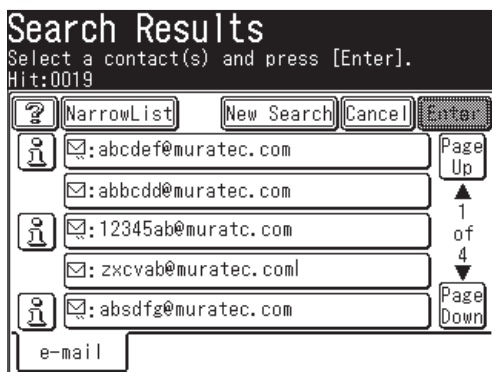 Search Results
Select a contact(s) and press [Enter].
Hit:0019
? NarrowList New Search Cancel Enter
i :abcdef@muratec.com Page Up
:abbcdd@muratec.com
i :12345ab@muratc.com
1 of 4
: zxcvab@muratec.coml
i :absdfg@muratec.com Page Down
e-mail